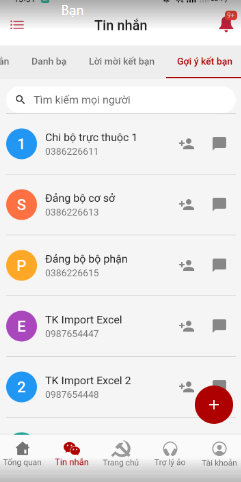 Bạn
Tin nhắn
9+
ắn Danh bạ Lời mời kết bạn Gợi ý kết bạn
Tìm kiếm mọi người
1 Chi bộ trực thuộc 1
0386226611
S Đảng bộ cơ sở
0386226613
P Đảng bộ bộ phận
0386226615
E TK Import Excel
0987654447
2 TK Import Excel 2
0987654448
Tổng quan Tin nhắn Trang chủ Trợ lý ảo Tài khoản